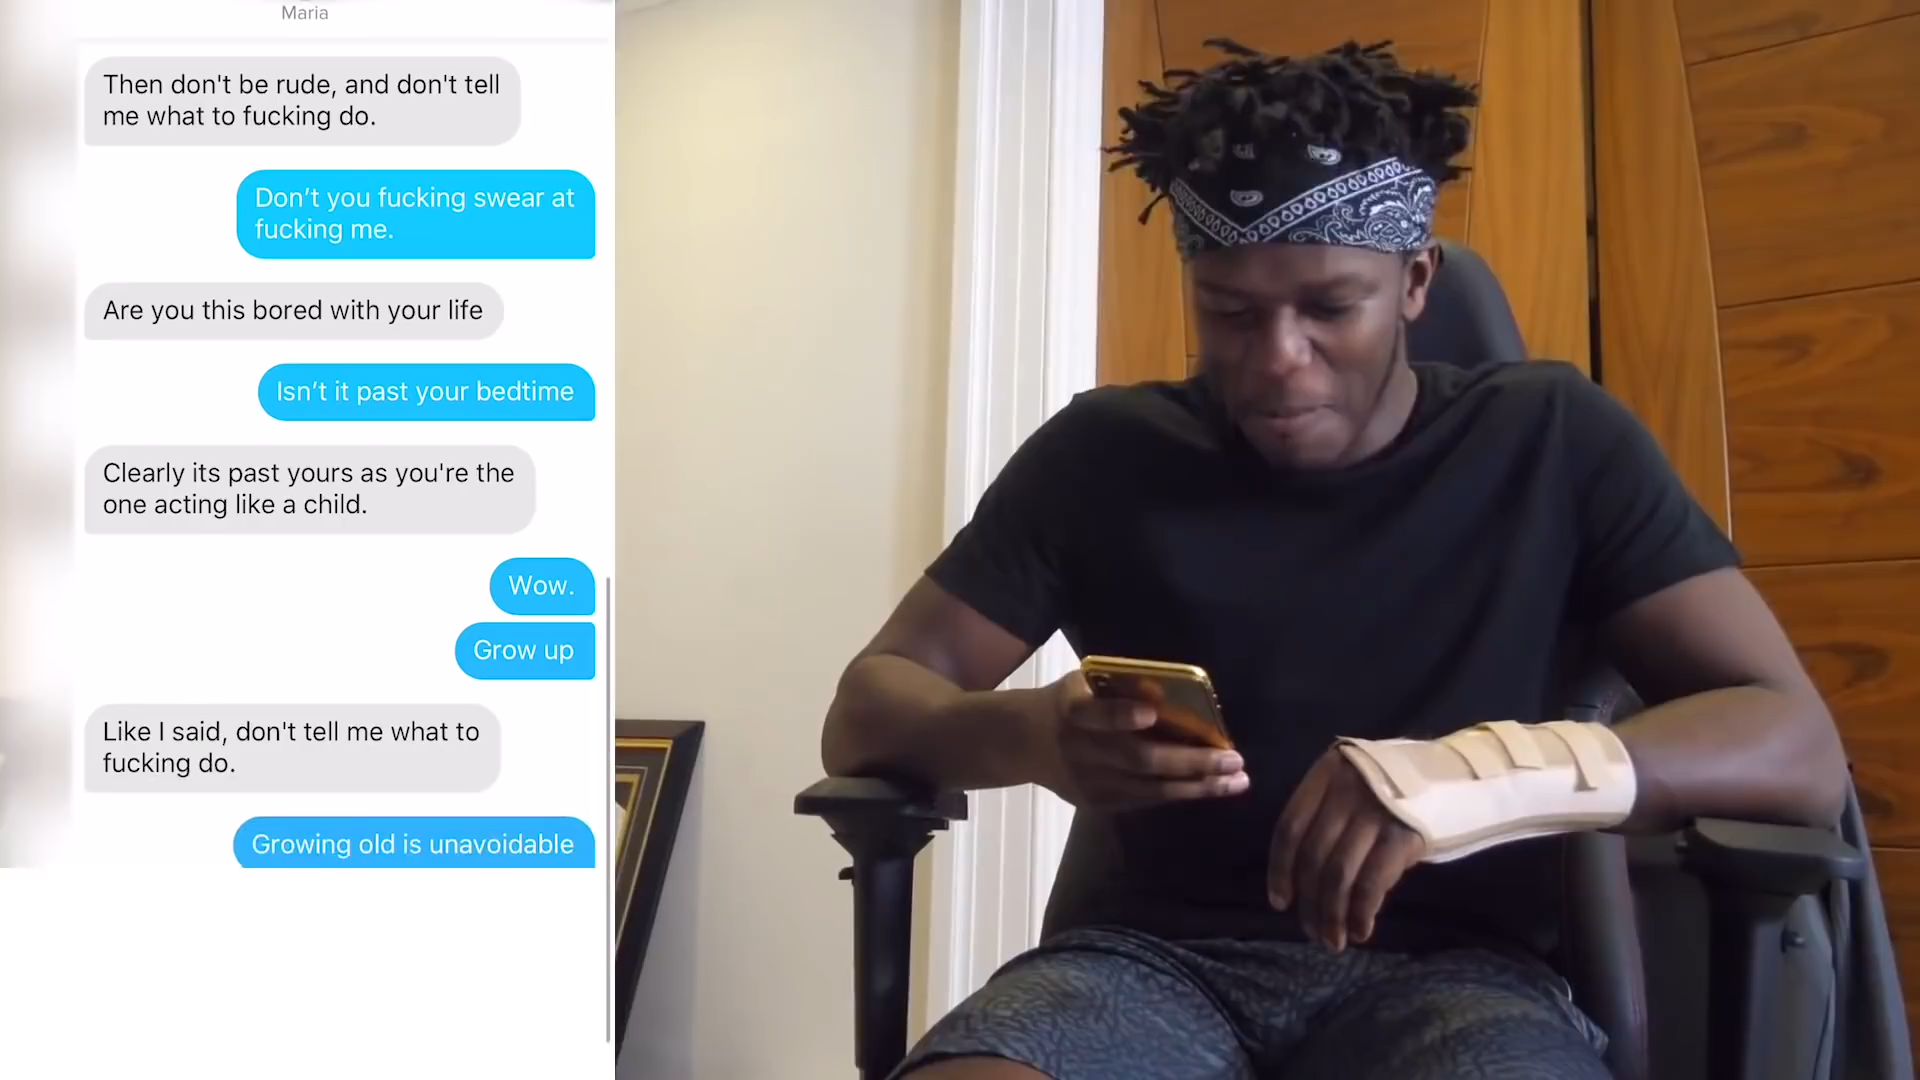 Maria
Then don't be rude, and don't tell
me what to fucking do.
Don’t you fucking swear at
fucking me.
Are you this bored with your life
Isn’t it past your bedtime
Clearly its past yours as you're the
one acting like a child.
Wow.
Grow up
Like I said, don't tell me what to
fucking do.
Growing old is unavoidable